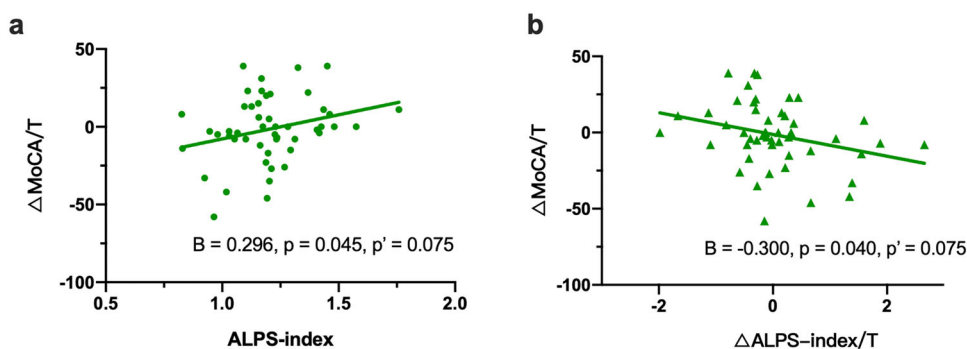 a
50
0
-50
-100
△MoCA/T
B = 0.296, p = 0.045, p' = 0.075
0.5 1.0 1.5 2.0
ALPS-index
b
50
0
-50
-100
△MoCA/T
B = -0.300, p = 0.040, p' = 0.075
-2 0 2
△ALPS–index/T